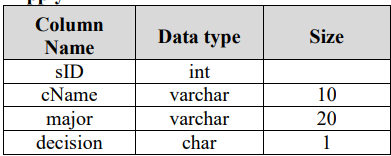 Column Name Data type Size
sID int
cName varchar 10
major varchar 20
decision char 1